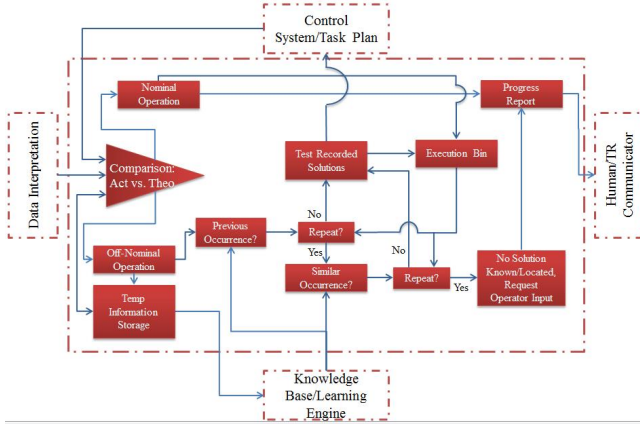 Control
System/Task Plan
Nominal
Operation
Progress
Report
Data Interpretation
Comparison:
Act vs. Theo
Test Recorded
Solutions
Execution Bin
Human/TR
Communicator
No
Previous
Occurrence?
Repeat?
Off-Nominal
Operation
Yes
No
Similar
Occurrence?
Repeat?
Yes
No Solution
Known/Located,
Request
Operator Input
Temp
Information
Storage
Knowledge
Base/Learning
Engine